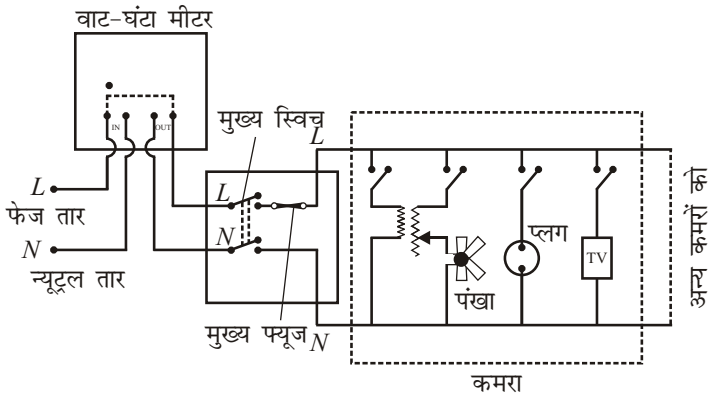 वाट-घंटा मीटर
IN
OUT
मुख्य स्विच
L
L
L
फेज तार
N
N
न्यूट्रल तार
मुख्य फ्यूज
N
प्लग
TV
पंखा
अन्य कमरों को
कमरा